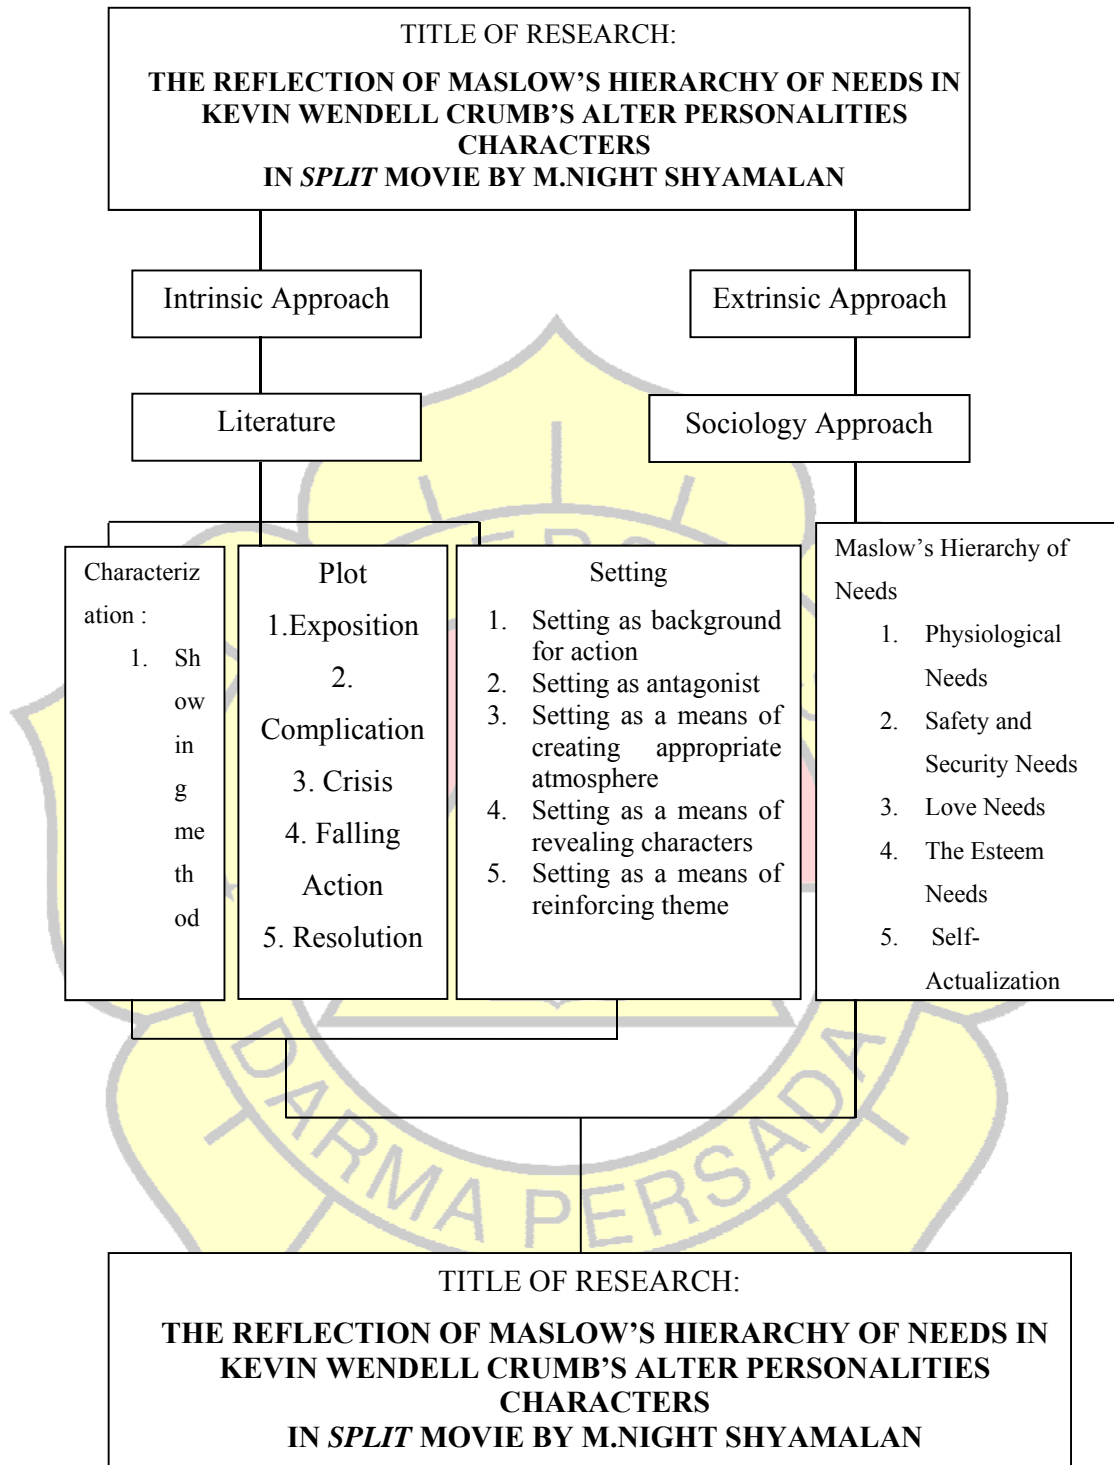 TITLE OF RESEARCH:
THE REFLECTION OF MASLOW’S HIERARCHY OF NEEDS IN
KEVIN WENDELL CRUMB’S ALTER PERSONALITIES
CHARACTERS
IN SPLIT MOVIE BY M.NIGHT SHYAMALAN
Intrinsic Approach
Extrinsic Approach
Literature
Sociology Approach
Characteriz
ation :
1. Sh
ow
in
g
me
th
od
Plot
1.Exposition
2.
Complication
3. Crisis
4. Falling
Action
5. Resolution
Setting
1. Setting as background
for action
2. Setting as antagonist
3. Setting as a means of
creating appropriate
atmosphere
4. Setting as a means of
revealing characters
5. Setting as a means of
reinforcing theme
Maslow’s Hierarchy of
Needs
1. Physiological
Needs
2. Safety and
Security Needs
3. Love Needs
4. The Esteem
Needs
5. Self-
Actualization
DARMA PERSADA
TITLE OF RESEARCH:
THE REFLECTION OF MASLOW’S HIERARCHY OF NEEDS IN
KEVIN WENDELL CRUMB’S ALTER PERSONALITIES
CHARACTERS
IN SPLIT MOVIE BY M.NIGHT SHYAMALAN